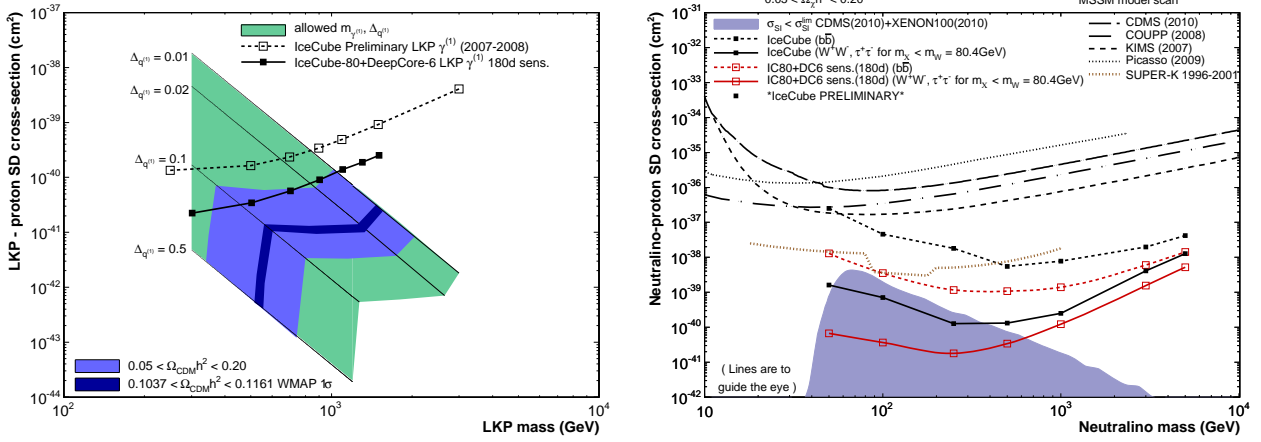 allowed m_γ(1), Δ_q(1)
IceCube Preliminary LKP γ^(1) (2007-2008)
IceCube-80+DeepCore-6 LKP γ^(1) 180d sens.
Δ_q(1) = 0.01
Δ_q(1) = 0.02
Δ_q(1) = 0.1
Δ_q(1) = 0.5
0.05 < Ω_CDM h² < 0.20
0.1037 < Ω_CDM h² < 0.1161 WMAP 1σ
LKP - proton SD cross-section (cm²)
10^-37
10^-38
10^-39
10^-40
10^-41
10^-42
10^-43
10^-44
10²
10³
10⁴
LKP mass (GeV)
MSSM model scan
σ_SI < σ_SI^lim CDMS(2010)+XENON100(2010)
IceCube (bb̄)
IceCube (W⁺W⁻, τ⁺τ⁻ for m_χ < m_W = 80.4GeV)
IC80+DC6 sens.(180d) (bb̄)
IC80+DC6 sens.(180d) (W⁺W⁻, τ⁺τ⁻ for m_χ < m_W = 80.4GeV)
*IceCube PRELIMINARY*
CDMS (2010)
COUPP (2008)
KIMS (2007)
Picasso (2009)
SUPER-K 1996-2001
( Lines are to
guide the eye )
Neutralino-proton SD cross-section (cm²)
10^-31
10^-32
10^-33
10^-34
10^-35
10^-36
10^-37
10^-38
10^-39
10^-40
10^-41
10^-42
10
10²
10³
10⁴
Neutralino mass (GeV)